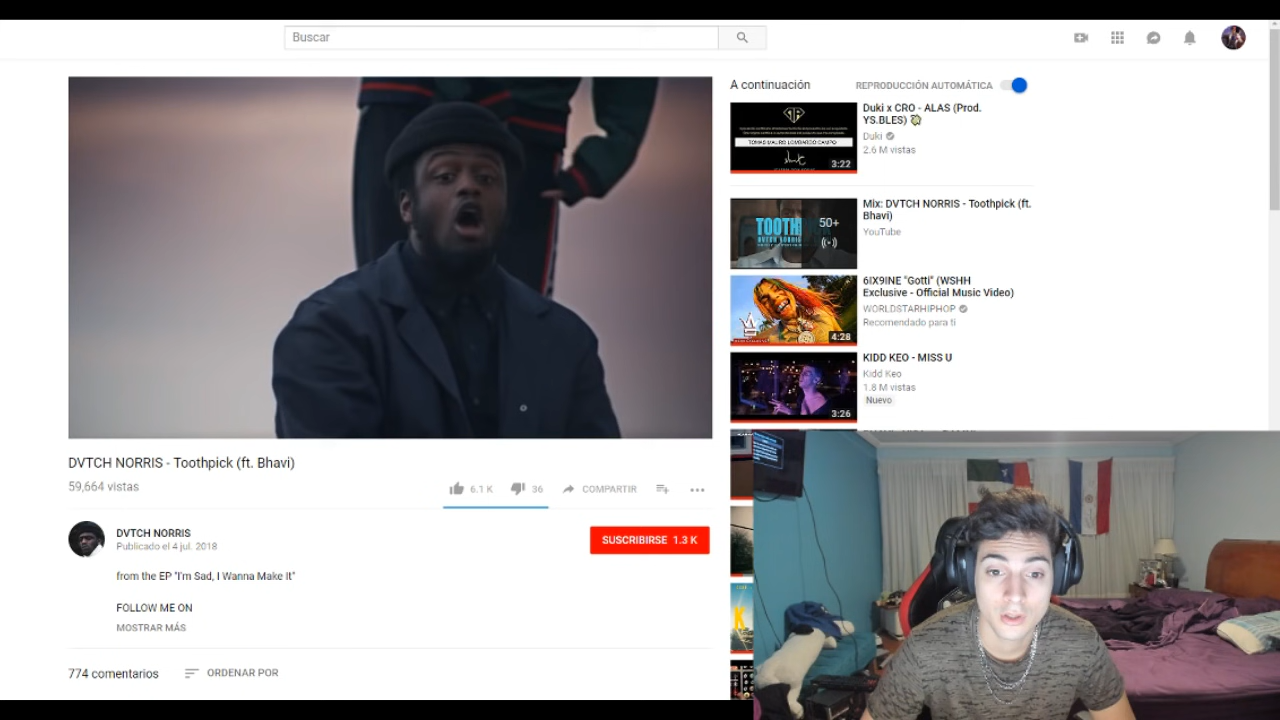 Buscar
A continuación
REPRODUCCIÓN AUTOMÁTICA
Duki x CRO - ALAS (Prod.
YS.BLES)
Duki
2.6 M vistas
TOMAS MAURO LOMBARDO CAMPO
3:22
Mix: DVTCH NORRIS - Toothpick (ft.
Bhavi)
YouTube
TOOTH
DVTCH NORRIS
50+
6IX9INE "Gotti" (WSHH
Exclusive - Official Music Video)
WORLDSTARHIPHOP
Recomendado para ti
4:28
KIDD KEO - MISS U
Kidd Keo
1.8 M vistas
Nuevo
3:26
DVTCH NORRIS - Toothpick (ft. Bhavi)
59,664 vistas
6.1 K
36
COMPARTIR
DVTCH NORRIS
Publicado el 4 jul. 2018
SUSCRIBIRSE 1.3 K
from the EP "I'm Sad, I Wanna Make It"
FOLLOW ME ON
MOSTRAR MÁS
774 comentarios
ORDENAR POR
K